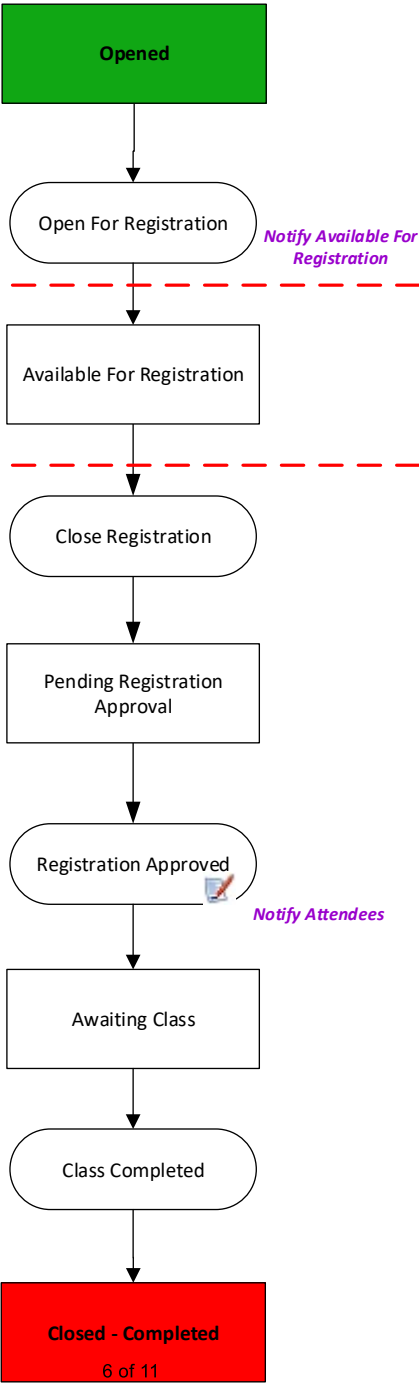 Opened
Open For Registration
Notify Available For
Registration
Available For Registration
Close Registration
Pending Registration
Approval
Registration Approved
Notify Attendees
Awaiting Class
Class Completed
Closed - Completed
6 of 11